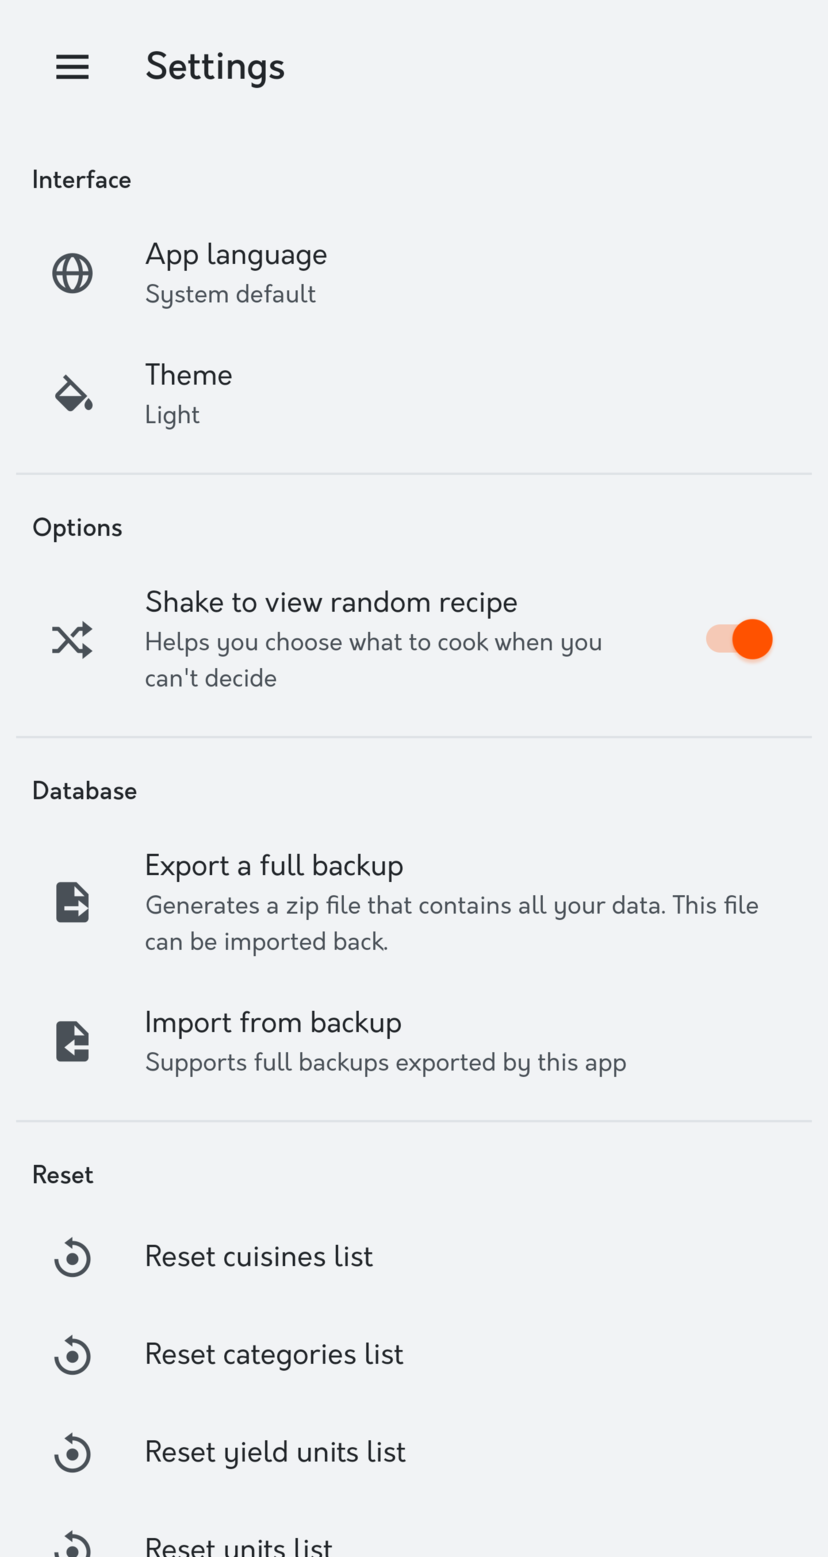 Settings
Interface
App language
System default
Theme
Light
Options
Shake to view random recipe
Helps you choose what to cook when you
can't decide
Database
Export a full backup
Generates a zip file that contains all your data. This file
can be imported back.
Import from backup
Supports full backups exported by this app
Reset
Reset cuisines list
Reset categories list
Reset yield units list
Reset units list